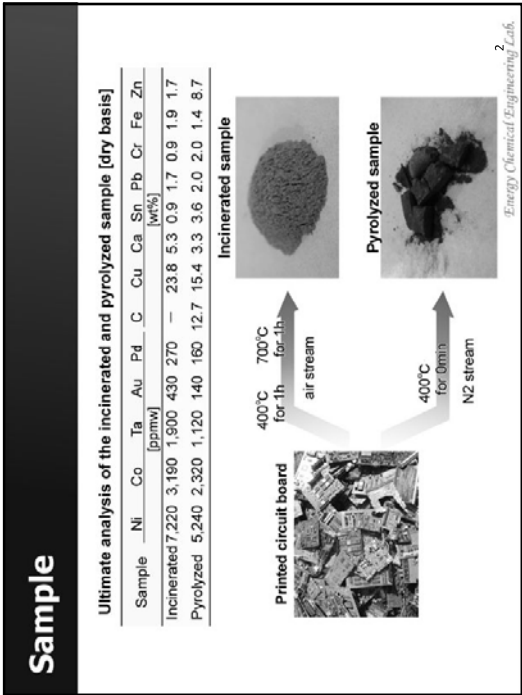 Sample
Ultimate analysis of the incinerated and pyrolyzed sample [dry basis]
Sample Ni Co Ta Au Pd C Cu Ca Sn Pb Cr Fe Zn
[ppmw] [wt%]
Incinerated 7,220 3,190 1,900 430 270 – 23.8 5.3 0.9 1.7 0.9 1.9 1.7
Pyrolyzed 5,240 2,320 1,120 140 160 12.7 15.4 3.3 3.6 2.0 2.0 1.4 8.7
Printed circuit board
400℃ 700℃
for 1h for 1h
air stream
Incinerated sample
400℃
for 0min
N2 stream
Pyrolyzed sample
Energy Chemical Engineering Lab.
2